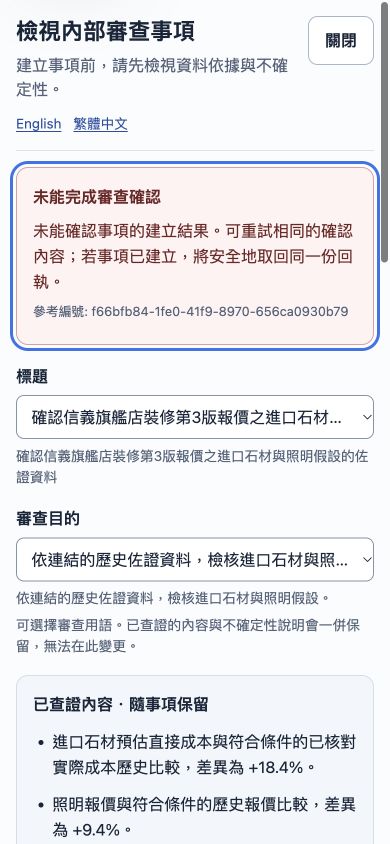 檢視內部審查事項
關閉
建立事項前，請先檢視資料依據與不確
定性。
English 繁體中文
未能完成審查確認
未能確認事項的建立結果。可重試相同的確認
內容；若事項已建立，將安全地取回同一份回
執。
參考編號: f66bfb84-1fe0-41f9-8970-656ca0930b79
標題
確認信義旗艦店裝修第3版報價之進口石材...
確認信義旗艦店裝修第3版報價之進口石材與照明假設的佐
證資料
審查目的
依連結的歷史佐證資料，檢核進口石材與照...
依連結的歷史佐證資料，檢核進口石材與照明假設。
可選擇審查用語。已查證的內容與不確定性說明會一併保
留，無法在此變更。
已查證內容 · 隨事項保留
• 進口石材預估直接成本與符合條件的已核對
實際成本歷史比較，差異為 +18.4%。
• 照明報價與符合條件的歷史報價比較，差異
為 +9.4%。